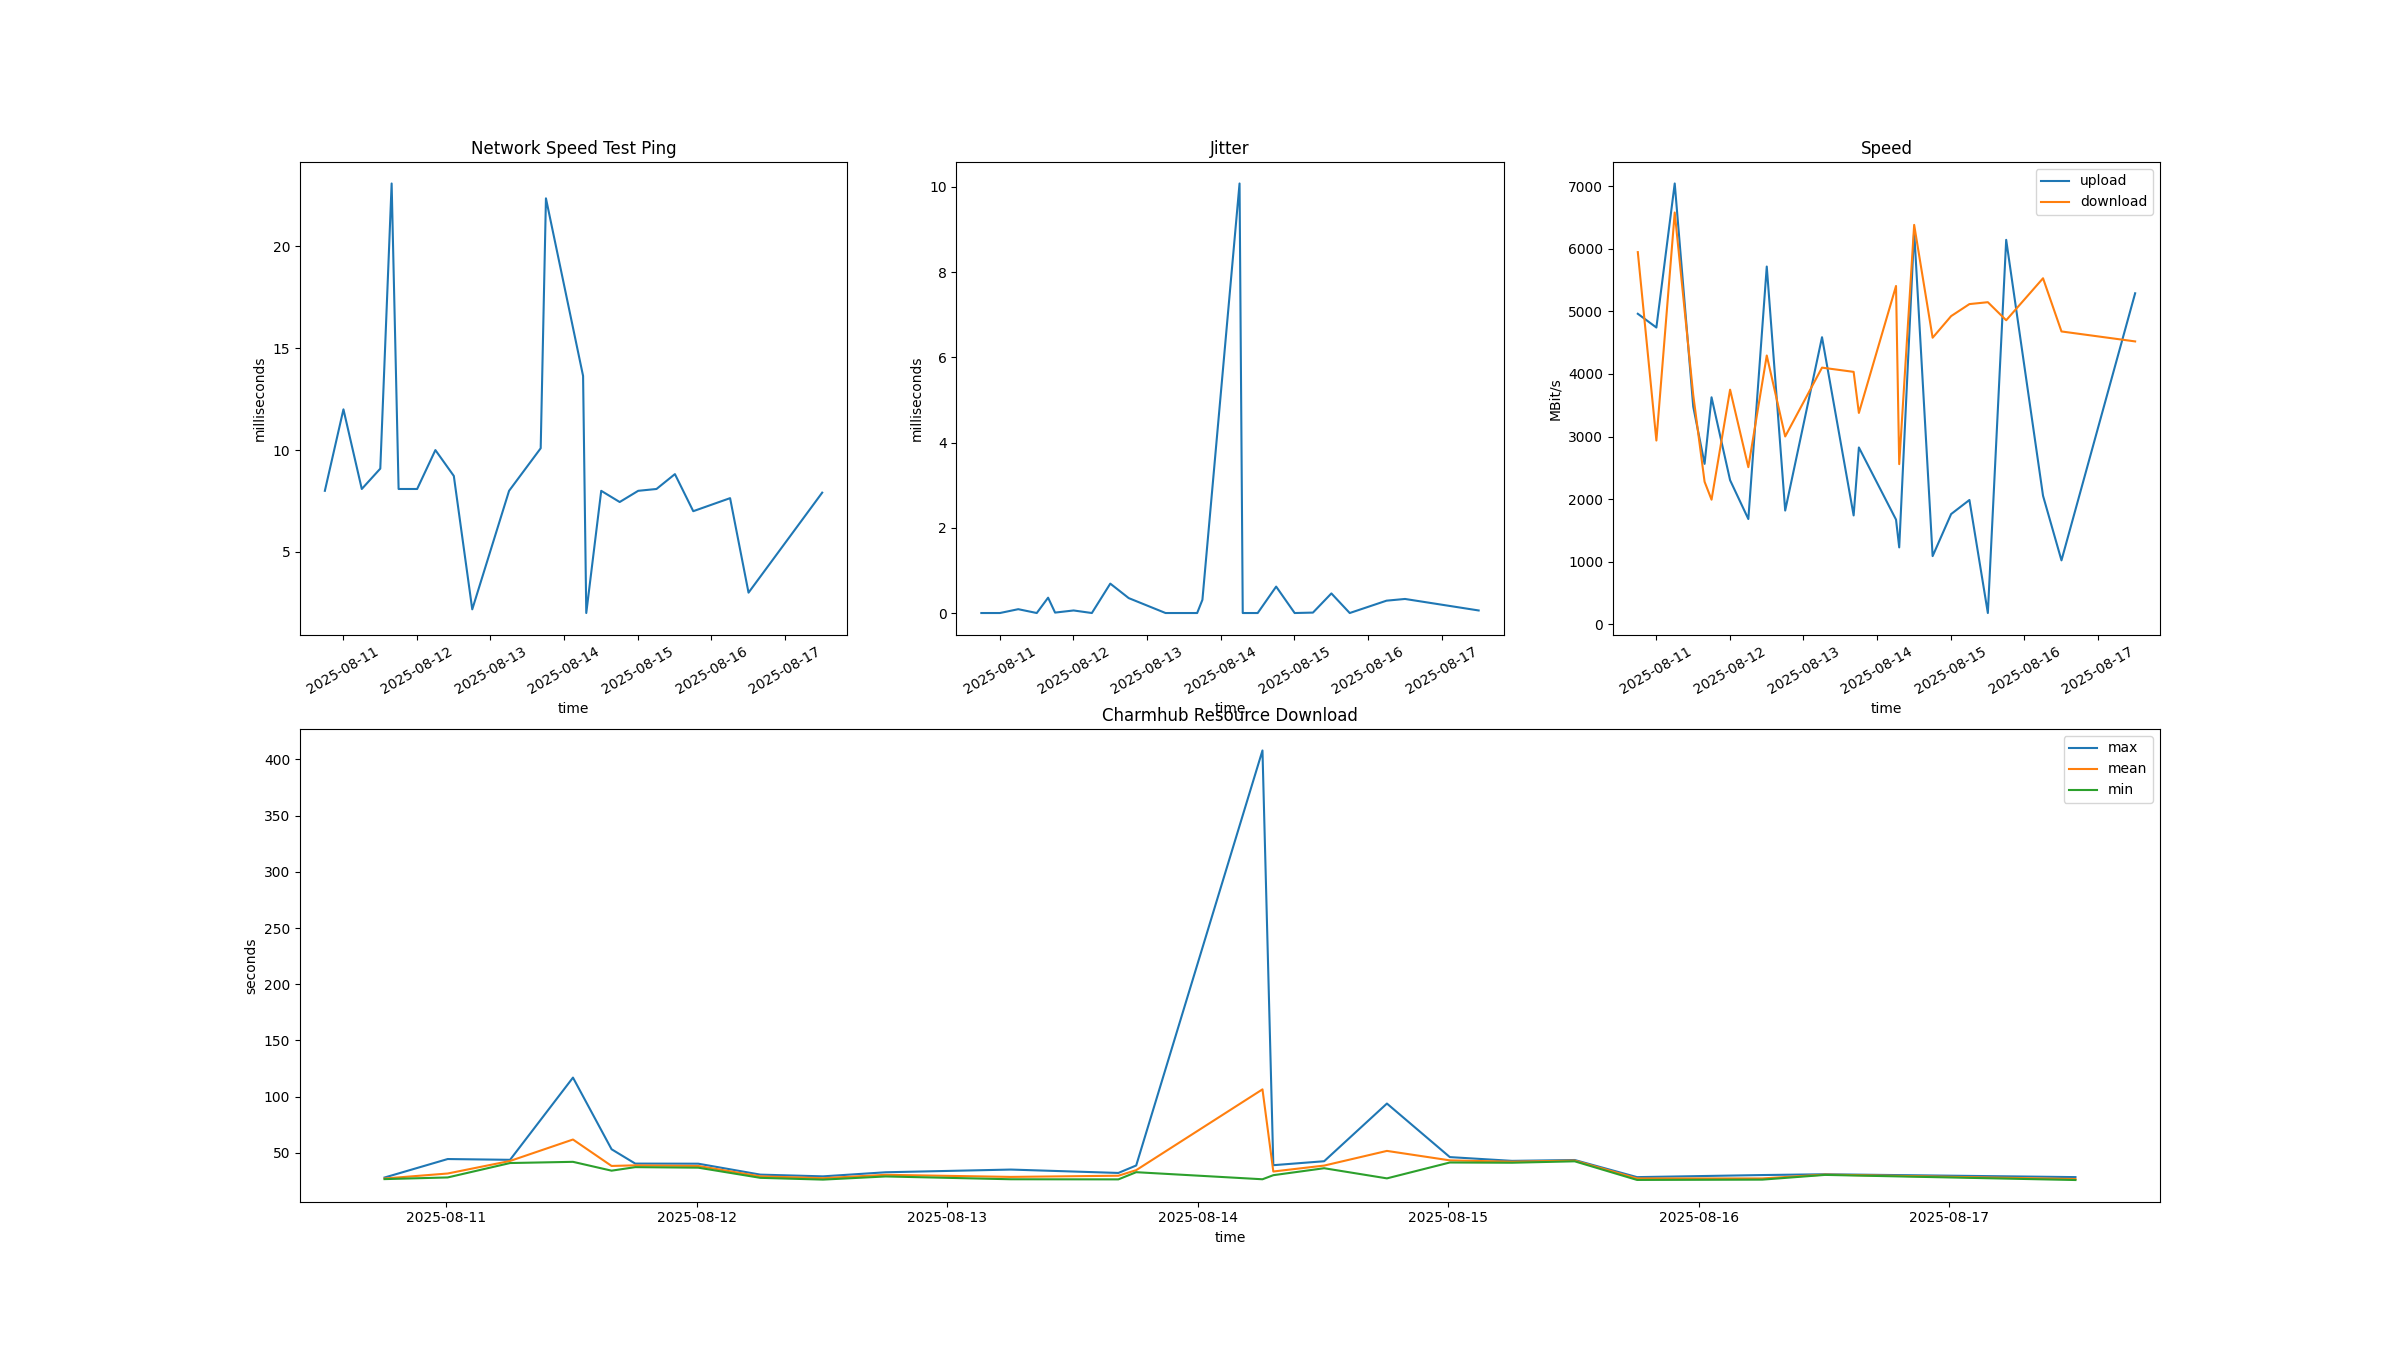 Network Speed Test Ping
milliseconds
20
15
10
5
2025-08-11 2025-08-12 2025-08-13 2025-08-14 2025-08-15 2025-08-16 2025-08-17
time
Jitter
milliseconds
10
8
6
4
2
0
2025-08-11 2025-08-12 2025-08-13 2025-08-14 2025-08-15 2025-08-16 2025-08-17
time
Speed
upload
download
MBit/s
7000
6000
5000
4000
3000
2000
1000
0
2025-08-11 2025-08-12 2025-08-13 2025-08-14 2025-08-15 2025-08-16 2025-08-17
time
Charmhub Resource Download
max
mean
min
seconds
400
350
300
250
200
150
100
50
2025-08-11 2025-08-12 2025-08-13 2025-08-14 2025-08-15 2025-08-16 2025-08-17
time